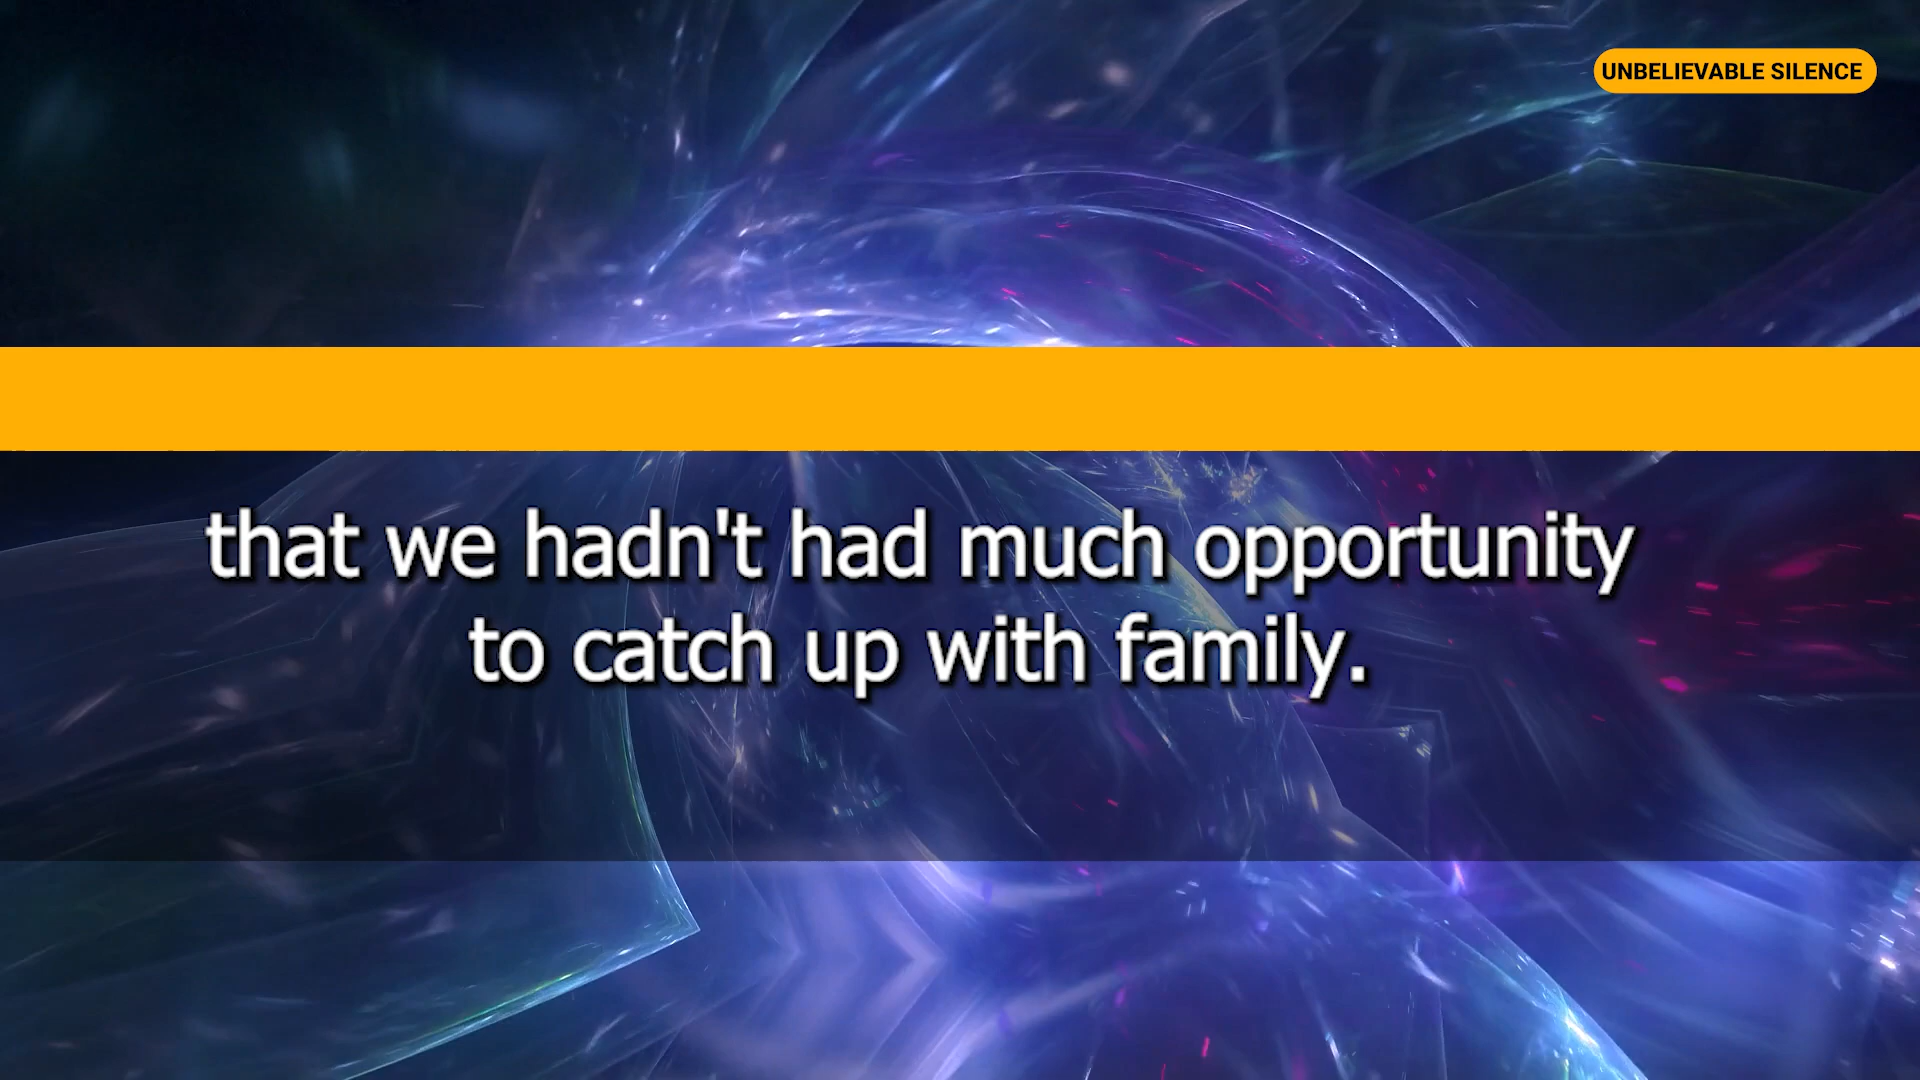 UNBELIEVABLE SILENCE
that we hadn't had much opportunity
to catch up with family.